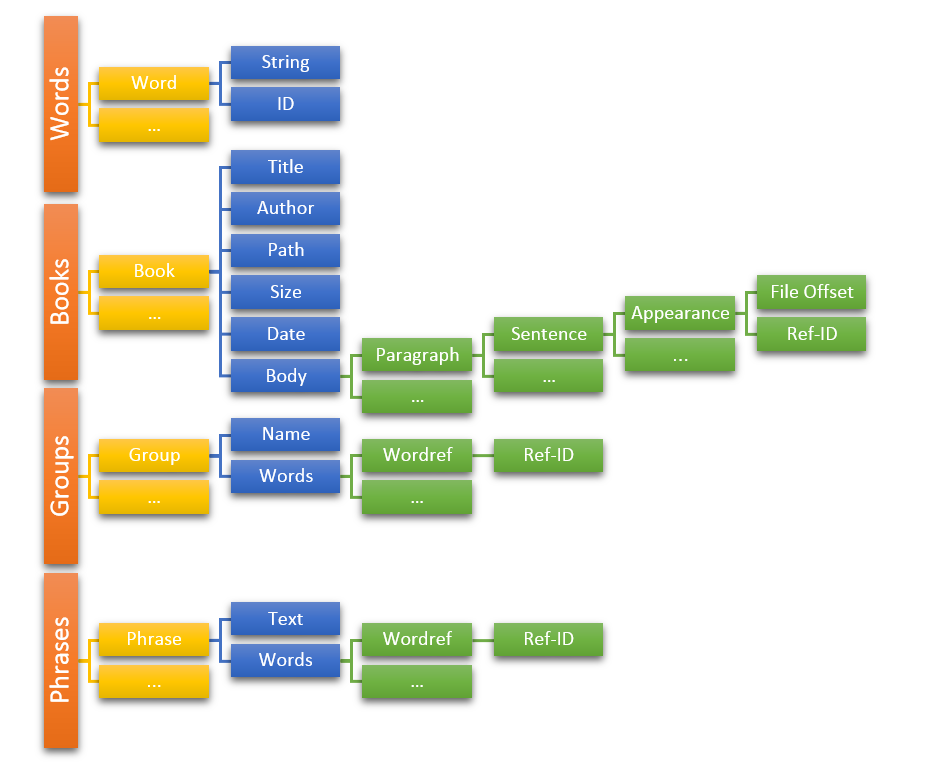 Words
Word
...
String
ID
Books
Book
...
Title
Author
Path
Size
Date
Body
Paragraph
...
Sentence
...
Appearance
...
File Offset
Ref-ID
Groups
Group
...
Name
Words
Wordref
...
Ref-ID
Phrases
Phrase
...
Text
Words
Wordref
...
Ref-ID